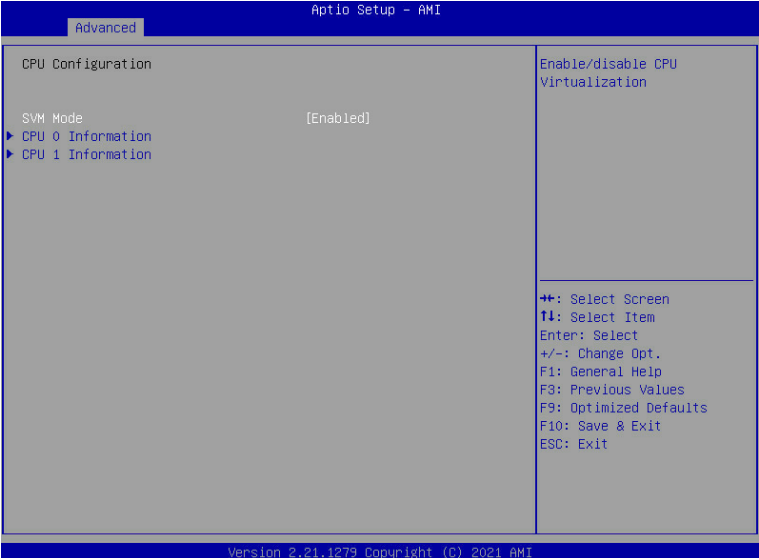 Aptio Setup – AMI
Advanced
CPU Configuration
SVM Mode [Enabled]
CPU 0 Information
CPU 1 Information
Enable/disable CPU
Virtualization
→←: Select Screen
↑↓: Select Item
Enter: Select
+/-: Change Opt.
F1: General Help
F3: Previous Values
F9: Optimized Defaults
F10: Save & Exit
ESC: Exit
Version 2.21.1279 Copyright (C) 2021 AMI